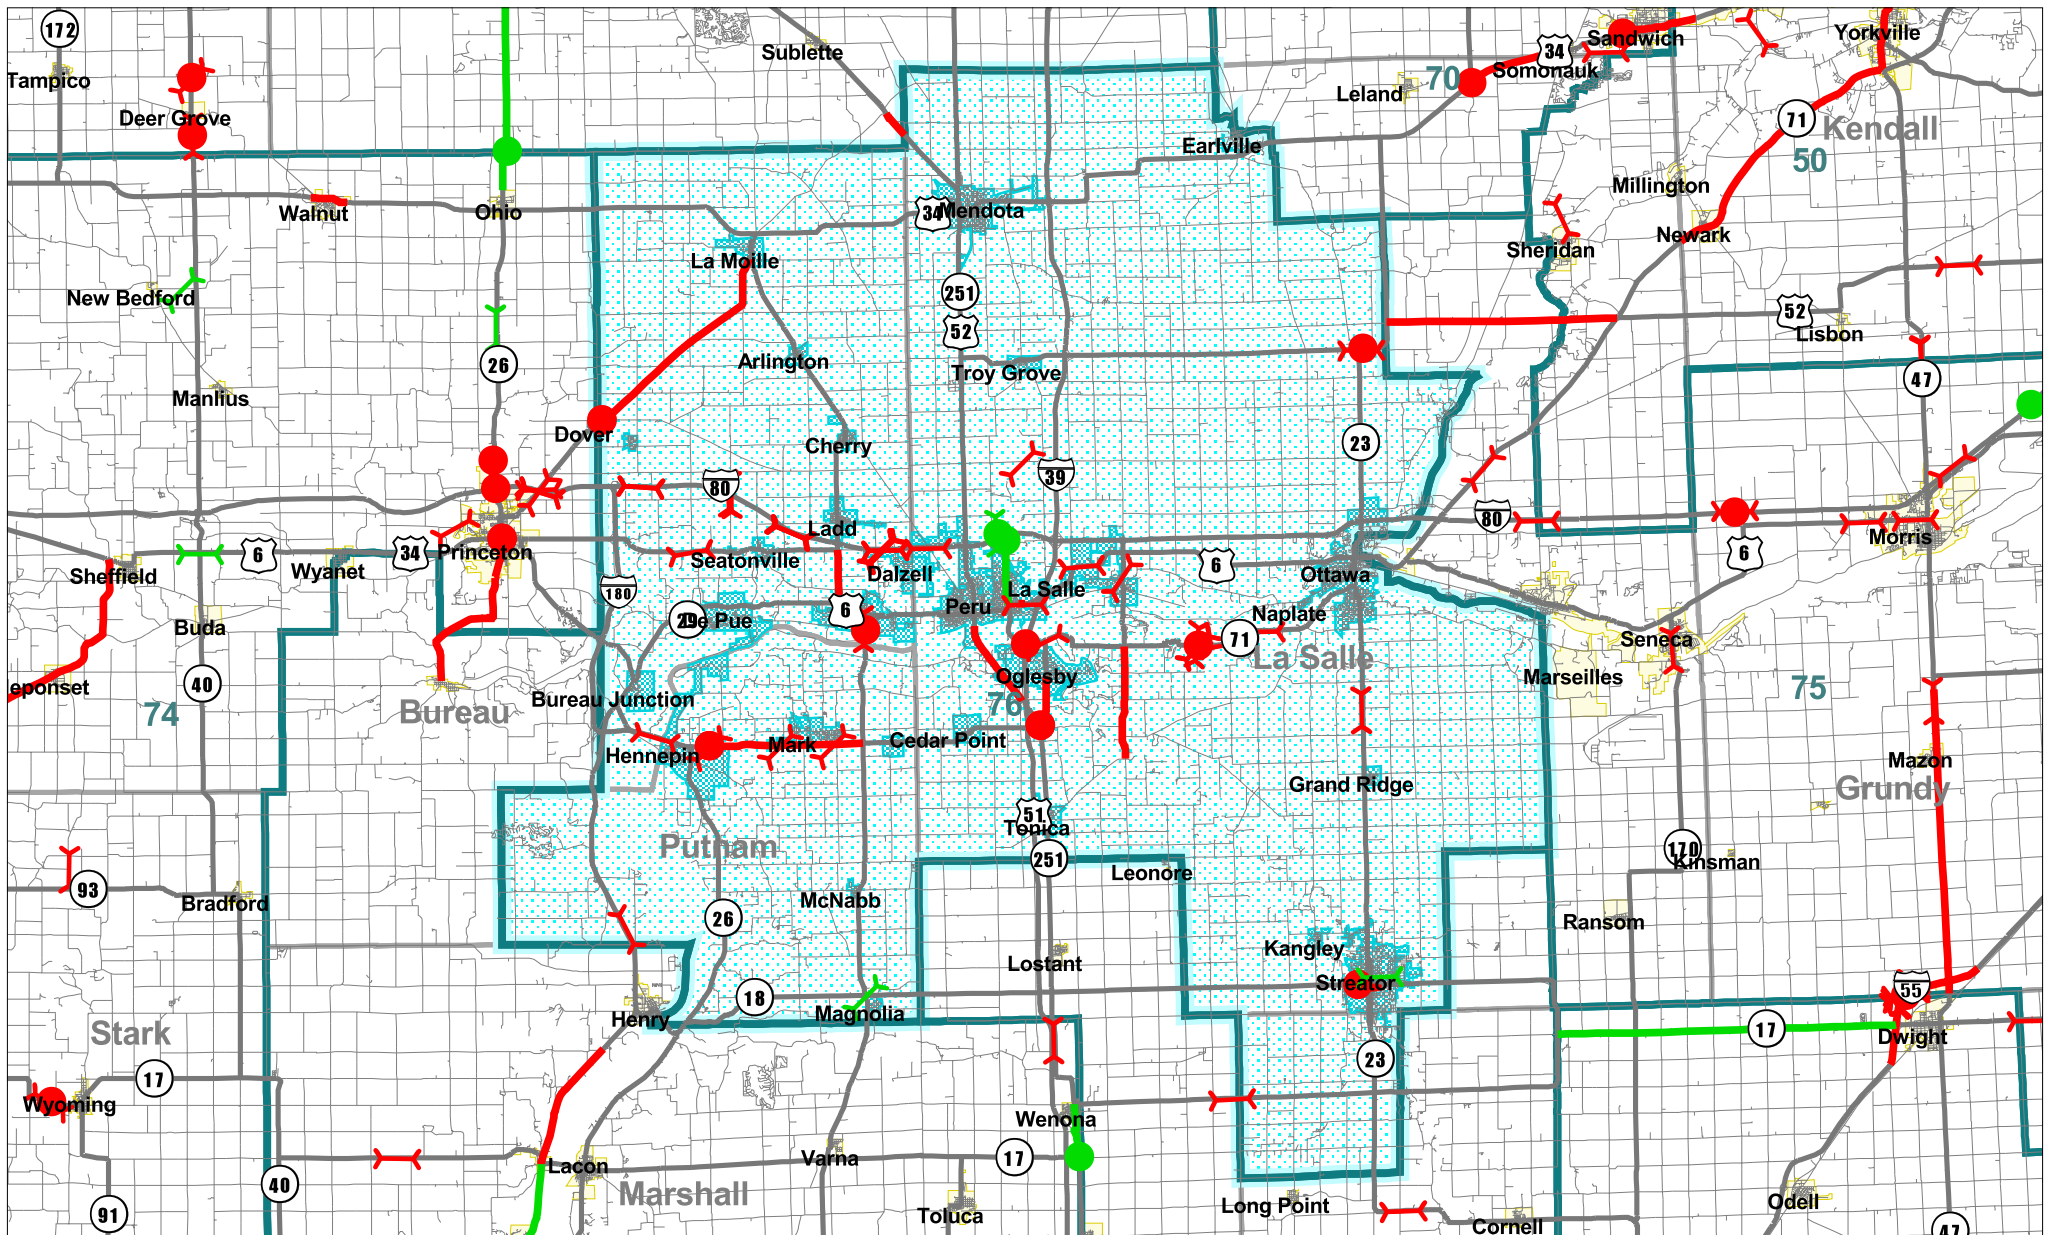 172
Sublette
34
Sandwich
Yorkville
Tampico
70
Somonauk
Leland
Deer Grove
71
Kendall
Earlville
50
Walnut
Ohio
34
Mendota
Millington
Newark
La Moille
Sheridan
New Bedford
251
52
52
Lisbon
26
Arlington
Troy Grove
47
Manlius
Dover
Cherry
23
39
80
80
Ladd
6
34
Princeton
Seatonville
Morris
6
Sheffield
Wyanet
Dalzell
6
Ottawa
180
La Salle
6
Peru
29
De Pue
Naplate
Buda
71
Seneca
La Salle
Oglesby
Marseilles
eponset
40
Bureau Junction
75
74
Bureau
76
Cedar Point
Mark
Hennepin
Mazon
Grundy
Grand Ridge
51
Tonica
Putnam
251
170
Kinsman
Leonore
93
Bradford
McNabb
26
Ransom
Kangley
Lostant
Streator
55
18
Magnolia
Henry
Stark
17
Dwight
23
17
Wyoming
Wenona
Varna
17
Lacon
40
Marshall
Long Point
Odell
91
Toluca
Cornell
47